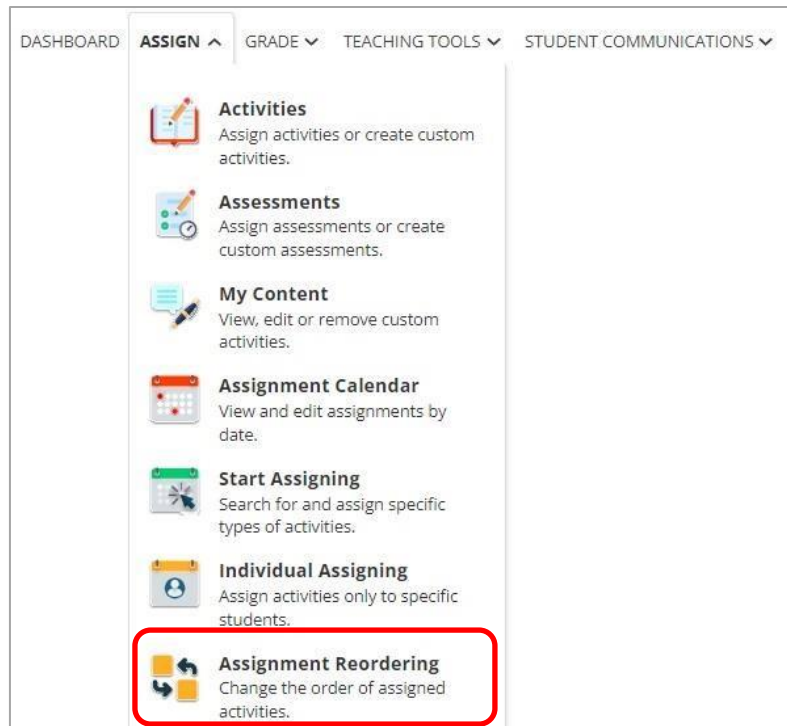 DASHBOARD ASSIGN GRADE TEACHING TOOLS STUDENT COMMUNICATIONS
Activities
Assign activities or create custom
activities.
Assessments
Assign assessments or create
custom assessments.
My Content
View, edit or remove custom
activities.
Assignment Calendar
View and edit assignments by
date.
Start Assigning
Search for and assign specific
types of activities.
Individual Assigning
Assign activities only to specific
students.
Assignment Reordering
Change the order of assigned
activities.